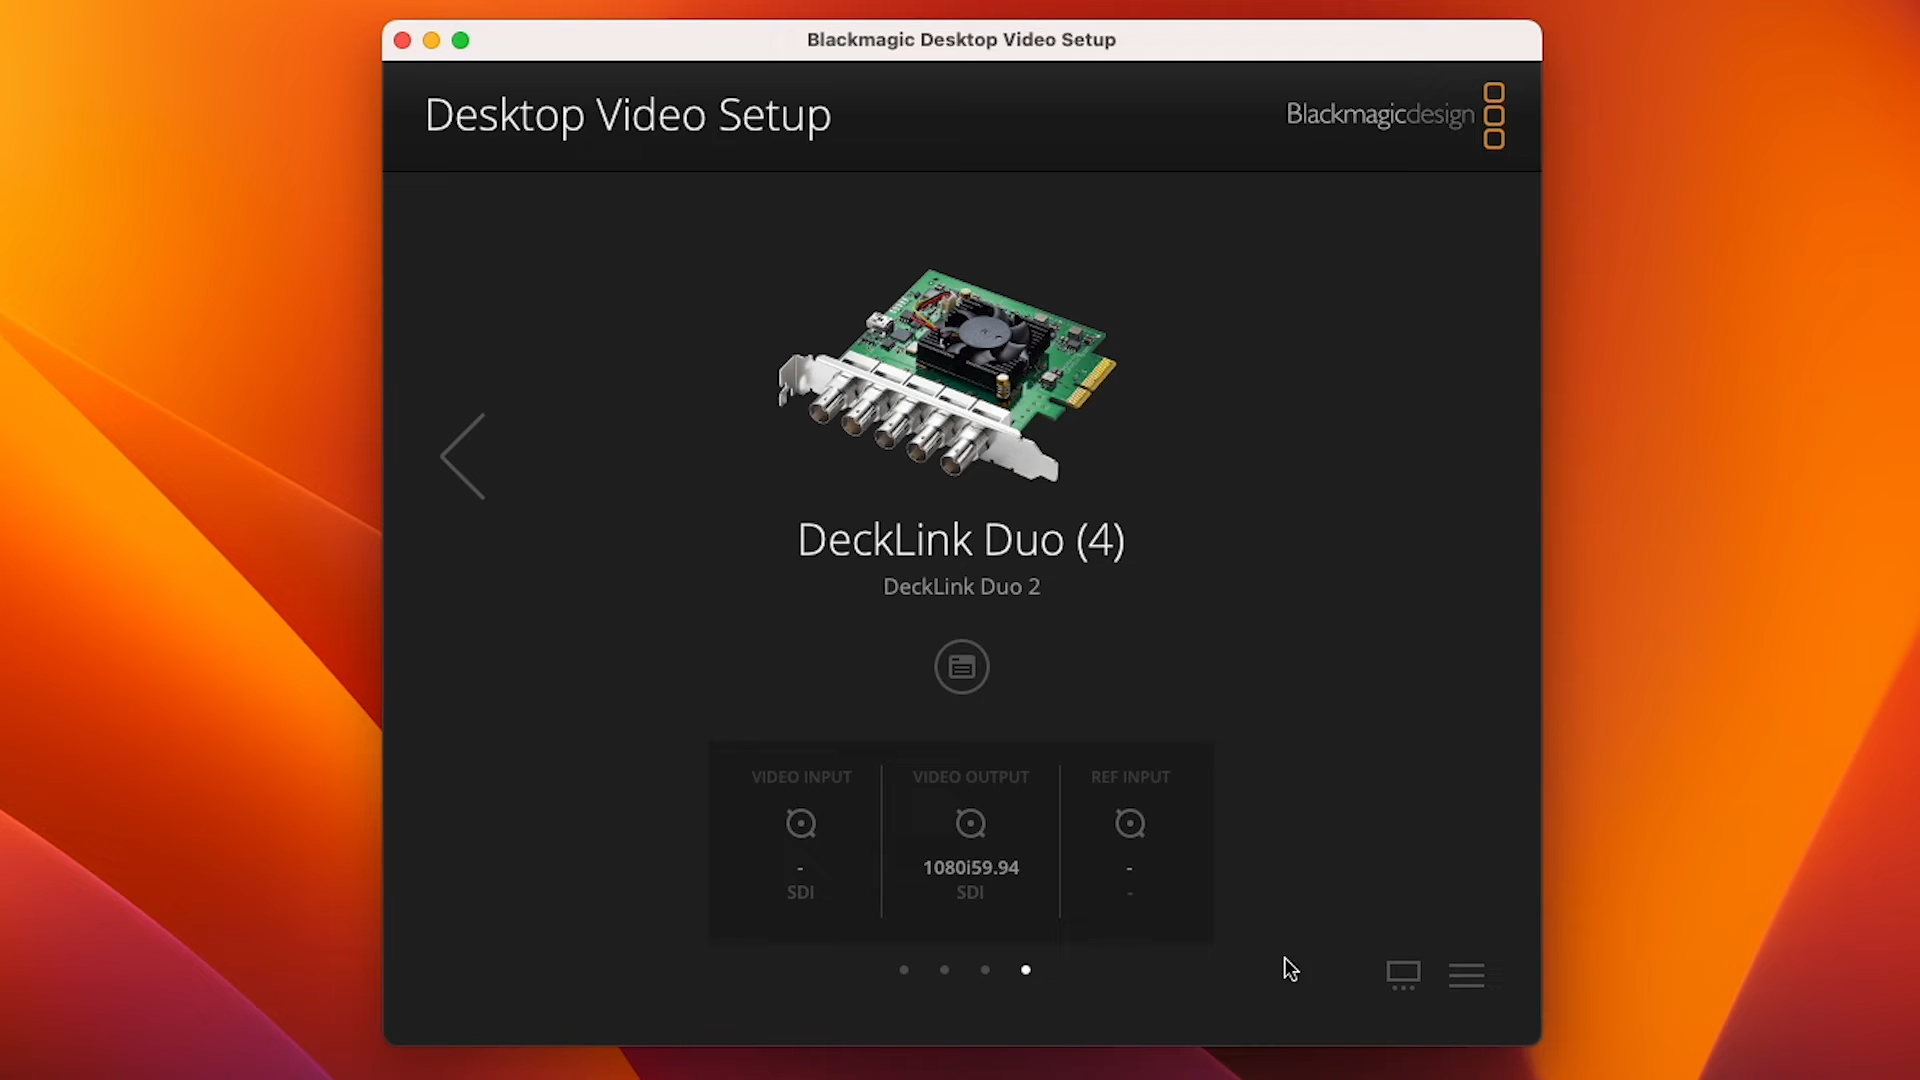 Blackmagic Desktop Video Setup
Desktop Video Setup
Blackmagicdesign
DeckLink Duo (4)
DeckLink Duo 2
VIDEO INPUT
-
SDI
VIDEO OUTPUT
1080i59.94
SDI
REF INPUT
-
-